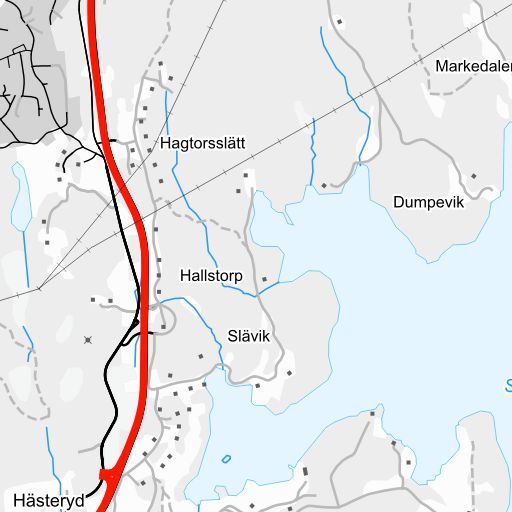 Markedalen
Hagtorsslätt
Dumpevik
Hallstorp
Slävik
S
Hästeryd